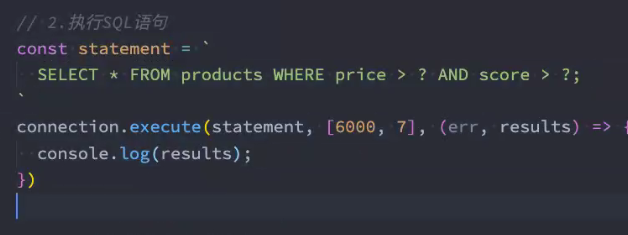 // 2.执行SQL语句
const statement = `
  SELECT * FROM products WHERE price > ? AND score > ?;
`
connection.execute(statement, [6000, 7], (err, results) => {
  console.log(results);
})